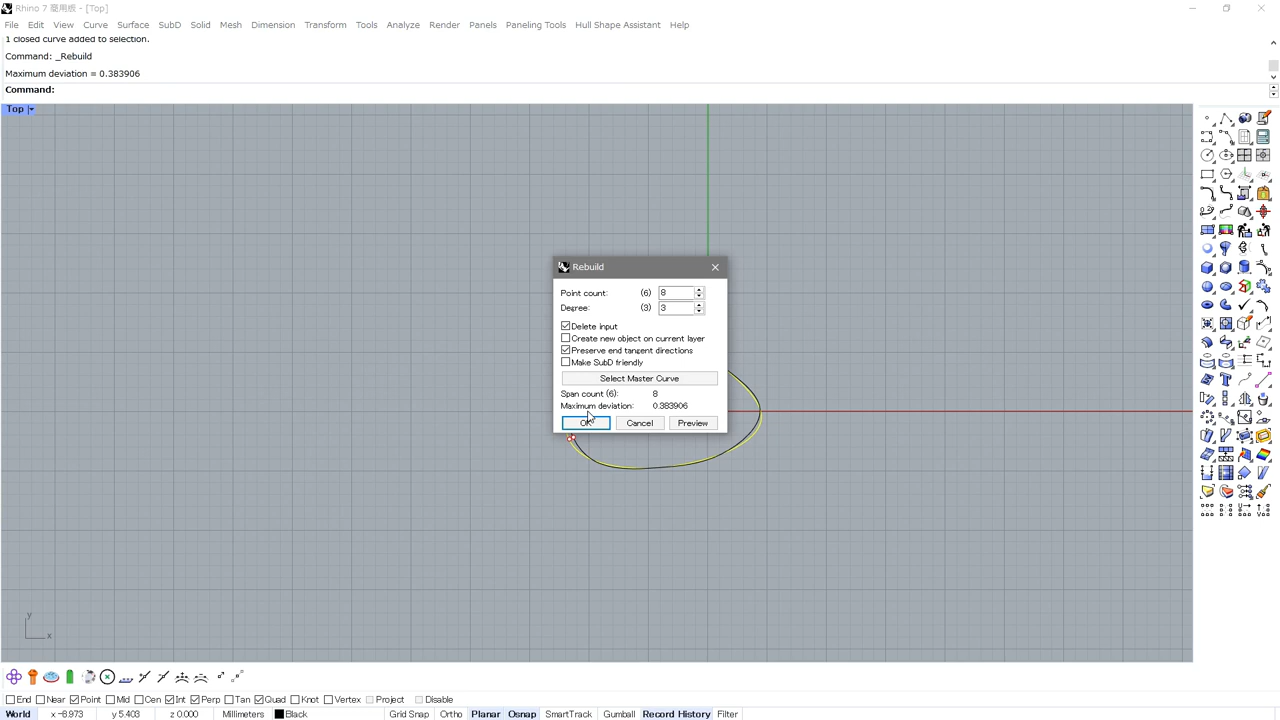 Rhino 7 商用版 - [Top]
File Edit View Curve Surface SubD Solid Mesh Dimension Transform Tools Analyze Render Panels Paneling Tools Hull Shape Assistant Help
1 closed curve added to selection.
Command: _Rebuild
Maximum deviation = 0.383906
Command:
Top
Rebuild
Point count: (6) 8
Degree: (3) 3
Delete input
Create new object on current layer
Preserve end tangent directions
Make SubD friendly
Select Master Curve
Span count (6): 8
Maximum deviation: 0.383906
OK Cancel Preview
y
x
End Near Point Mid Cen Int Perp Tan Quad Knot Vertex Project Disable
World x -6.973 y 5.403 z 0.000 Millimeters Black Grid Snap Ortho Planar Osnap SmartTrack Gumball Record History Filter